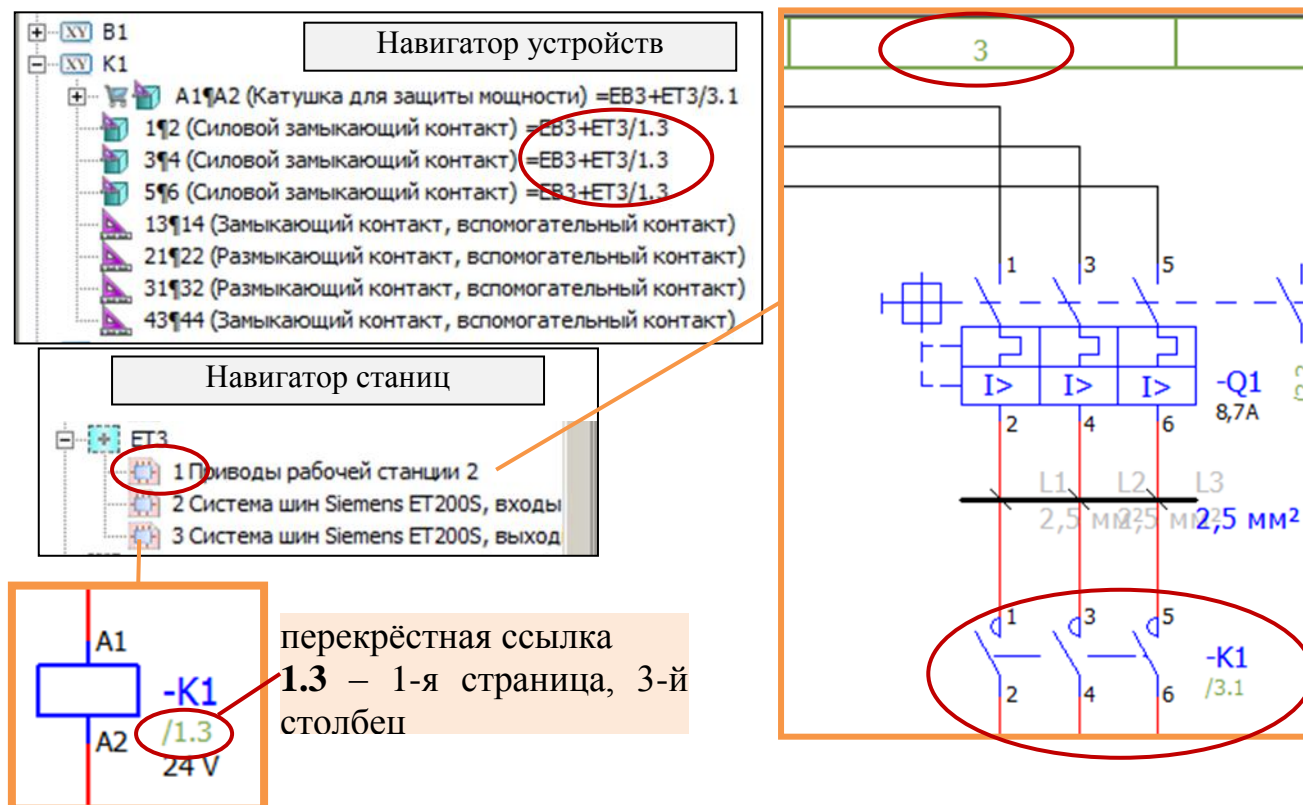 B1
Навигатор устройств
K1
A1¶A2 (Катушка для защиты мощности) =EB3+ET3/3.1
1¶2 (Силовой замыкающий контакт) =EB3+ET3/1.3
3¶4 (Силовой замыкающий контакт) =EB3+ET3/1.3
5¶6 (Силовой замыкающий контакт) =EB3+ET3/1.3
13¶14 (Замыкающий контакт, вспомогательный контакт)
21¶22 (Размыкающий контакт, вспомогательный контакт)
31¶32 (Размыкающий контакт, вспомогательный контакт)
43¶44 (Замыкающий контакт, вспомогательный контакт)
Навигатор станиц
ET3
1 Приводы рабочей станции 2
2 Система шин Siemens ET200S, входы
3 Система шин Siemens ET200S, выход
A1
-K1
/1.3
A2
24 V
перекрёстная ссылка
1.3 – 1-я страница, 3-й
столбец
3
1 3 5
I> I> I>
-Q1
8,7A
2 4 6
L1 L2 L3
2,5 мм² 2,5 мм² 2,5 мм²
1 3 5
-K1
/3.1
2 4 6